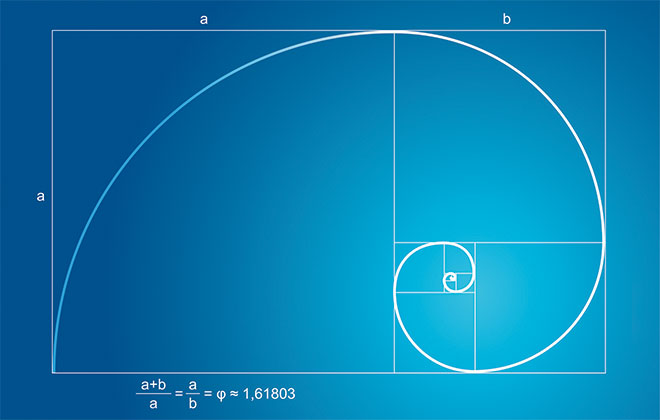 a b
a
a+b/a = a/b = φ ≈ 1,61803